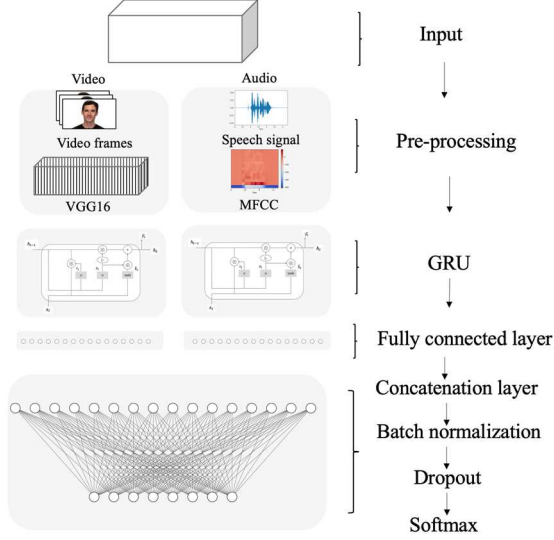 Input
Video
Audio
Video frames
Speech signal
Pre-processing
VGG16
MFCC
GRU
Fully connected layer
Concatenation layer
Batch normalization
Dropout
Softmax